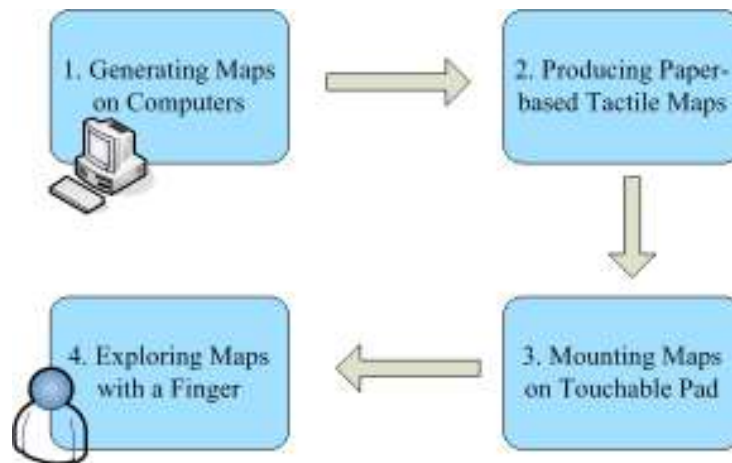 1. Generating Maps
on Computers
2. Producing Paper-
based Tactile Maps
3. Mounting Maps
on Touchable Pad
4. Exploring Maps
with a Finger